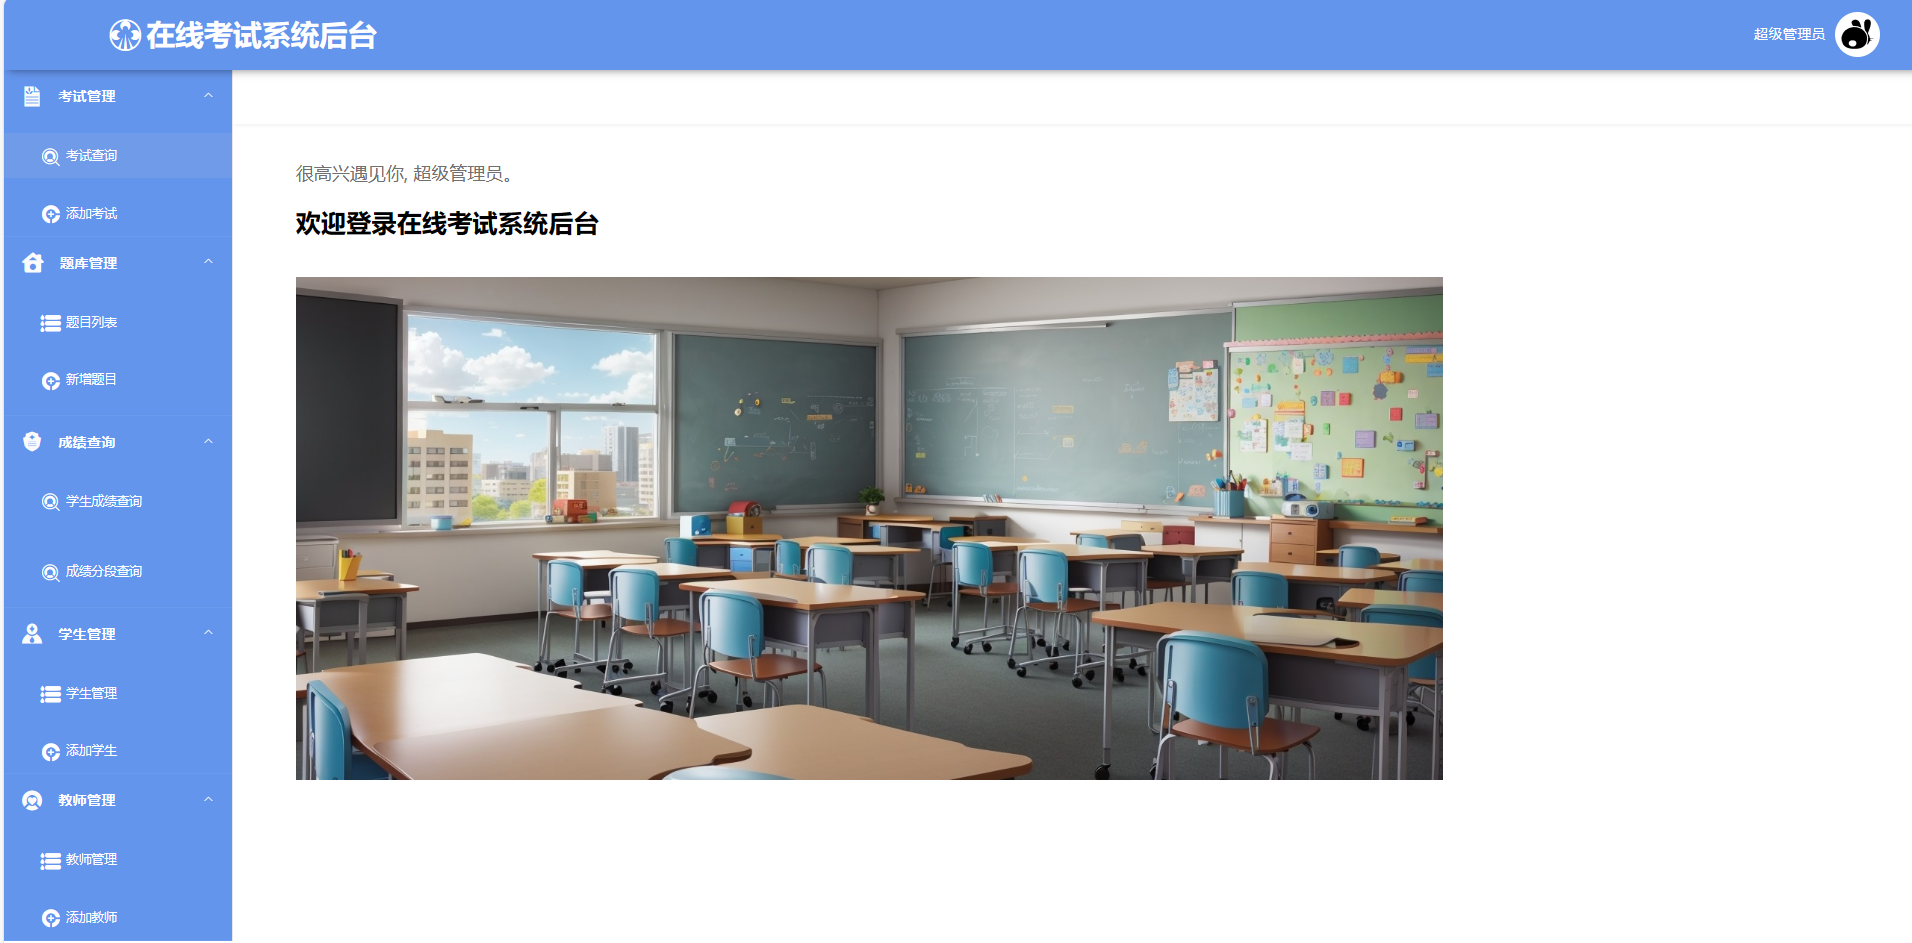 在线考试系统后台
超级管理员
考试管理
考试查询
添加考试
题库管理
题目列表
新增题目
成绩查询
学生成绩查询
成绩分段查询
学生管理
学生管理
添加学生
教师管理
教师管理
添加教师
很高兴遇见你, 超级管理员。
欢迎登录在线考试系统后台